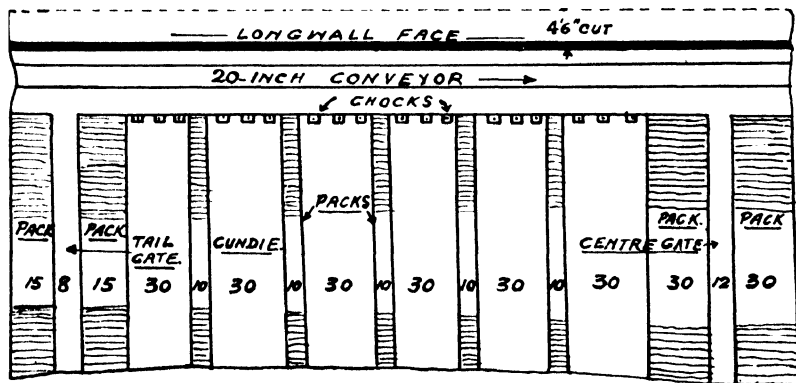 LONGWALL FACE 4'6" CUT
20-INCH CONVEYOR
CHOCKS
PACKS
PACK PACK TAIL GATE. CUNDIE. CENTRE GATE PACK. PACK
15 8 15 30 10 30 10 30 10 30 10 30 10 30 30 12 30